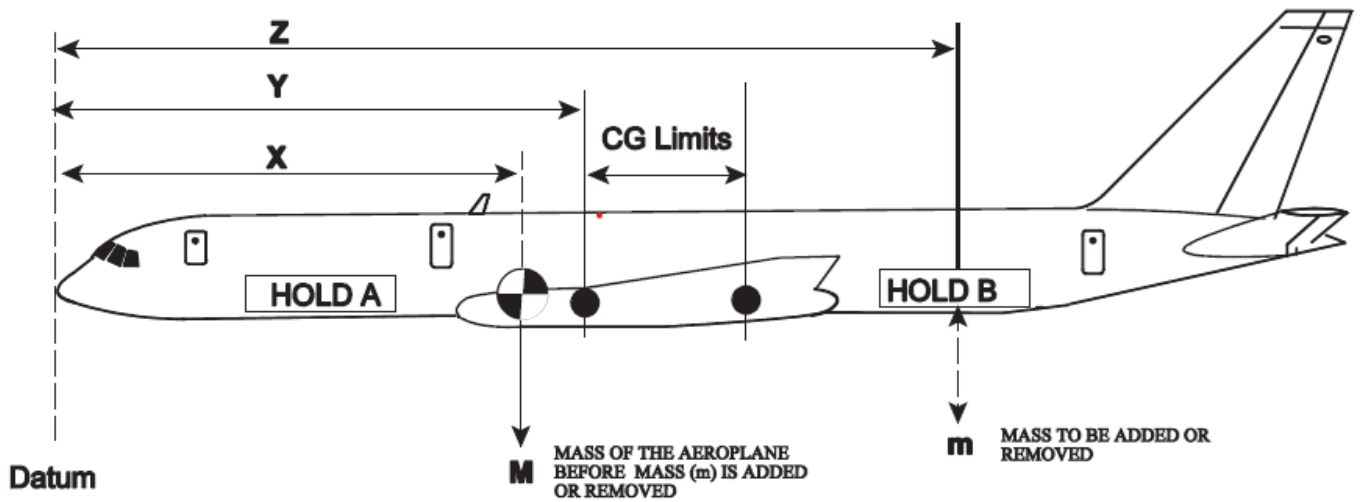 Z
Y
CG Limits
X
HOLD A
HOLD B
M
MASS OF THE AEROPLANE
BEFORE MASS (m) IS ADDED
OR REMOVED
m
MASS TO BE ADDED OR
REMOVED
Datum